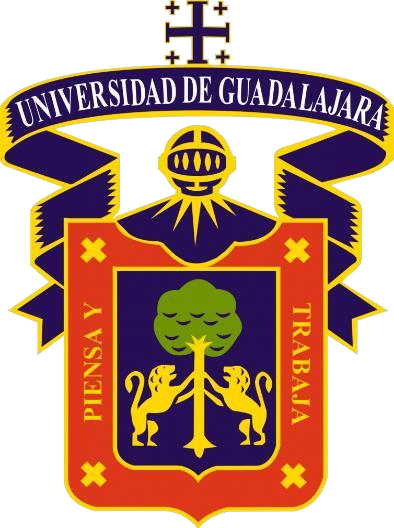 UNIVERSIDAD DE GUADALAJARA
PIENSA Y
TRABAJA